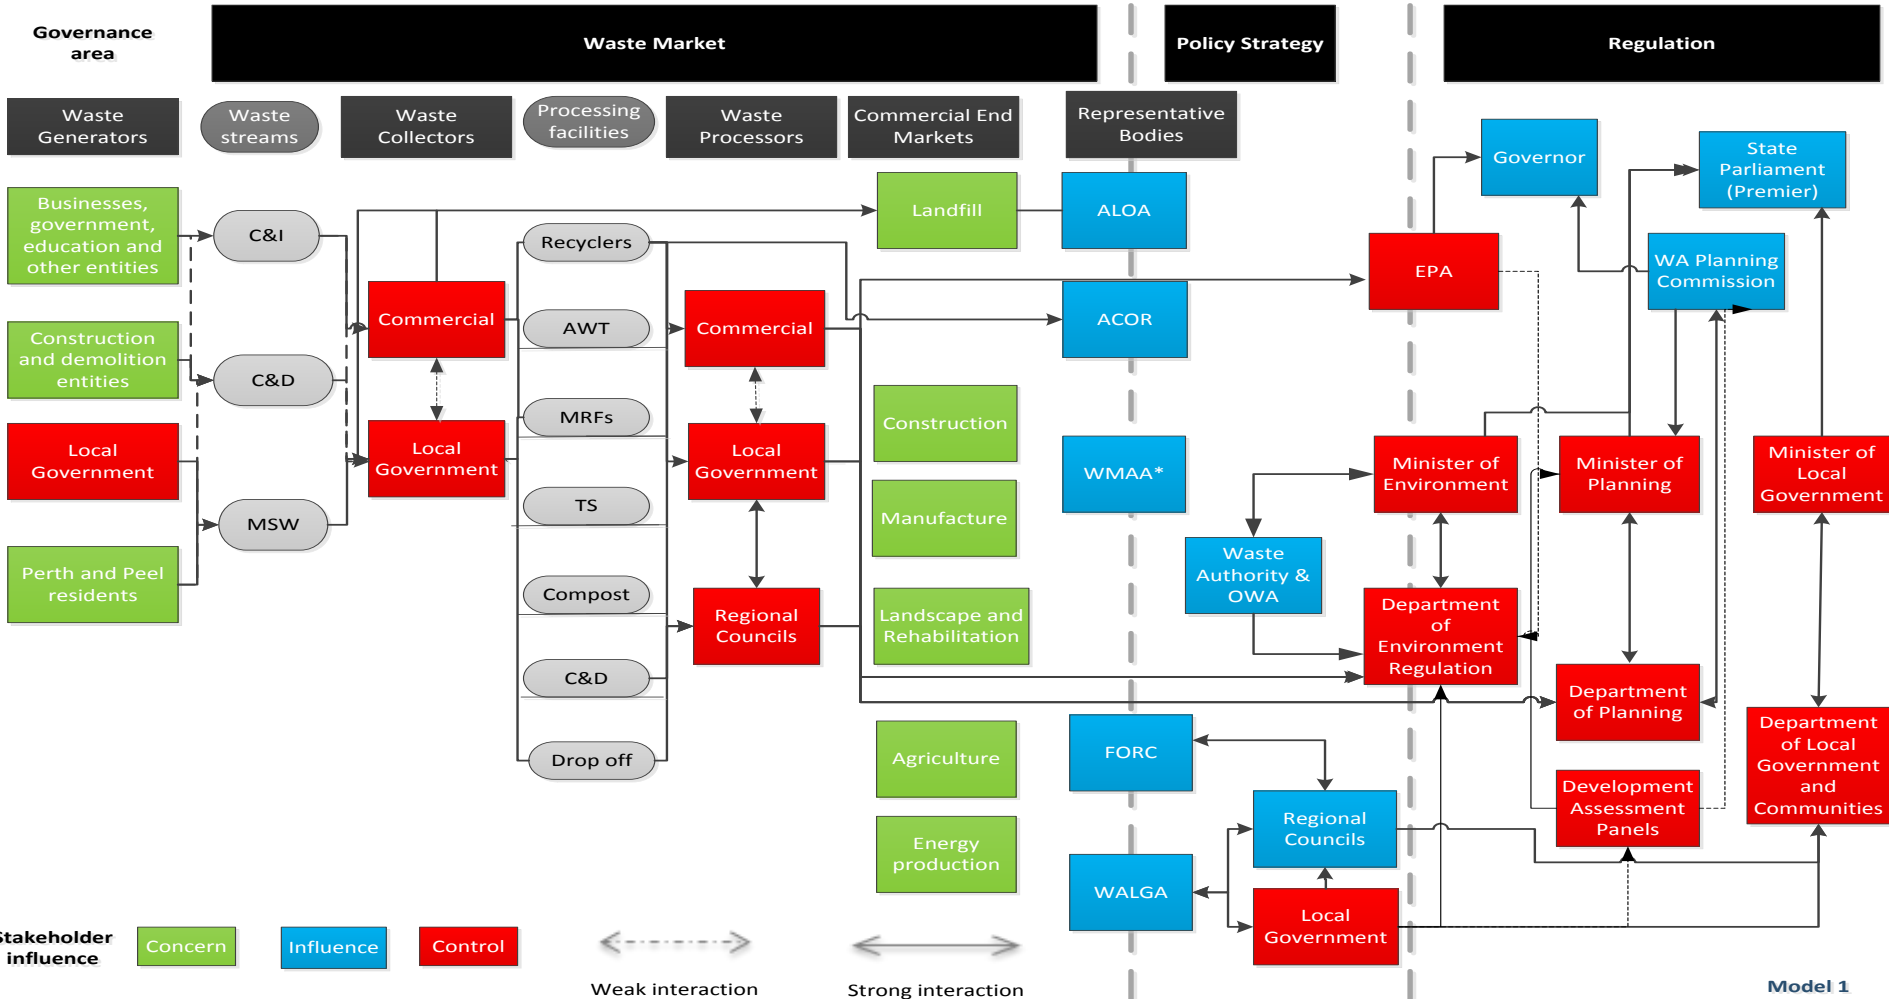 Governance
area
Waste Market
Policy Strategy
Regulation
Waste
Generators
Waste
streams
Waste
Collectors
Processing
facilities
Waste
Processors
Commercial End
Markets
Representative
Bodies
Businesses,
government,
education and
other entities
Construction
and demolition
entities
Local
Government
Perth and Peel
residents
C&I
C&D
MSW
Commercial
Local
Government
Recyclers
AWT
MRFs
TS
Compost
C&D
Drop off
Commercial
Local
Government
Regional
Councils
Landfill
Construction
Manufacture
Landscape and
Rehabilitation
Agriculture
Energy
production
ALOA
ACOR
WMAA*
FORC
WALGA
Waste
Authority &
OWA
Regional
Councils
Local
Government
Governor
State
Parliament
(Premier)
EPA
WA Planning
Commission
Minister of
Environment
Minister of
Planning
Minister of
Local
Government
Department
of
Environment
Regulation
Department
of Planning
Development
Assessment
Panels
Department
of Local
Government
and
Communities
Stakeholder
influence
Concern
Influence
Control
Weak interaction
Strong interaction
Model 1